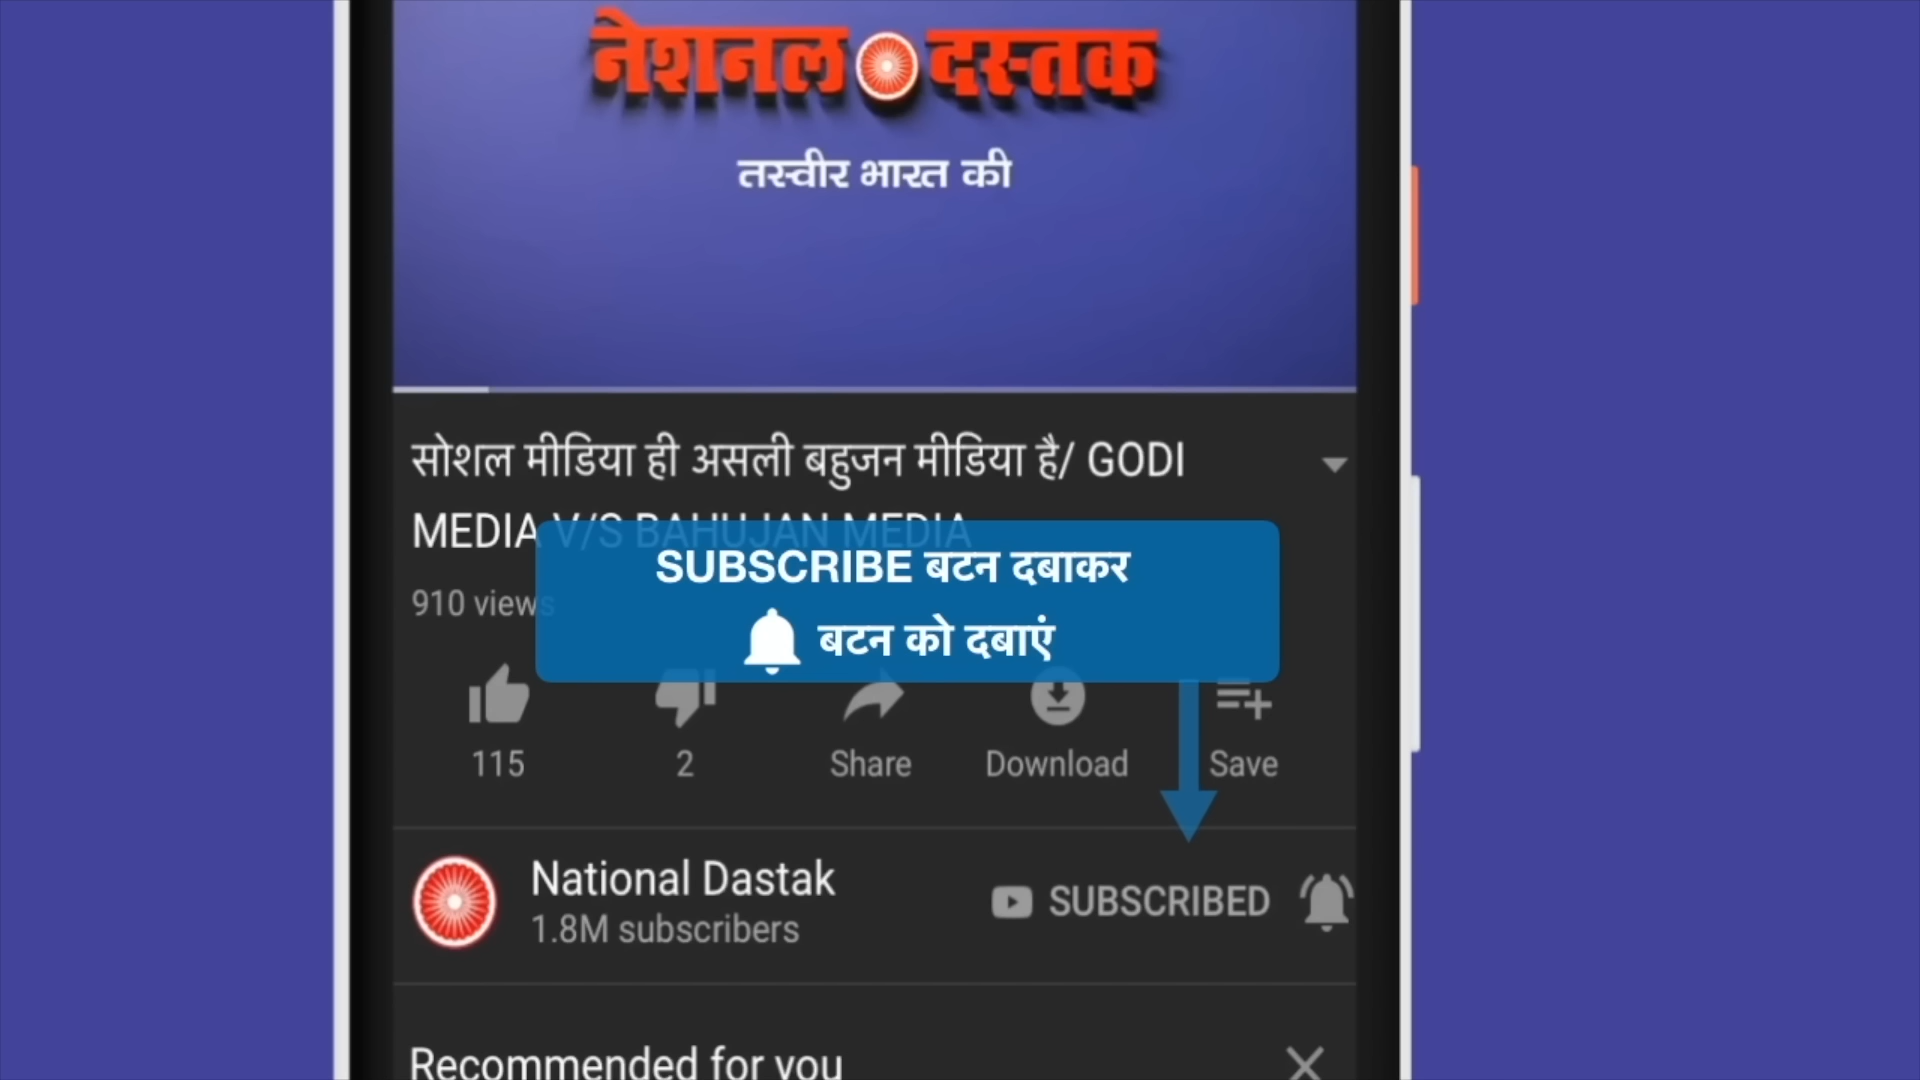 नेशनल दस्तक
तस्वीर भारत की
सोशल मीडिया ही असली बहुजन मीडिया है/ GODI
MEDIA V/S BAHUJAN MEDIA
910 views
SUBSCRIBE बटन दबाकर
बटन को दबाएं
115
2
Share
Download
Save
National Dastak
1.8M subscribers
SUBSCRIBED
Recommended for you